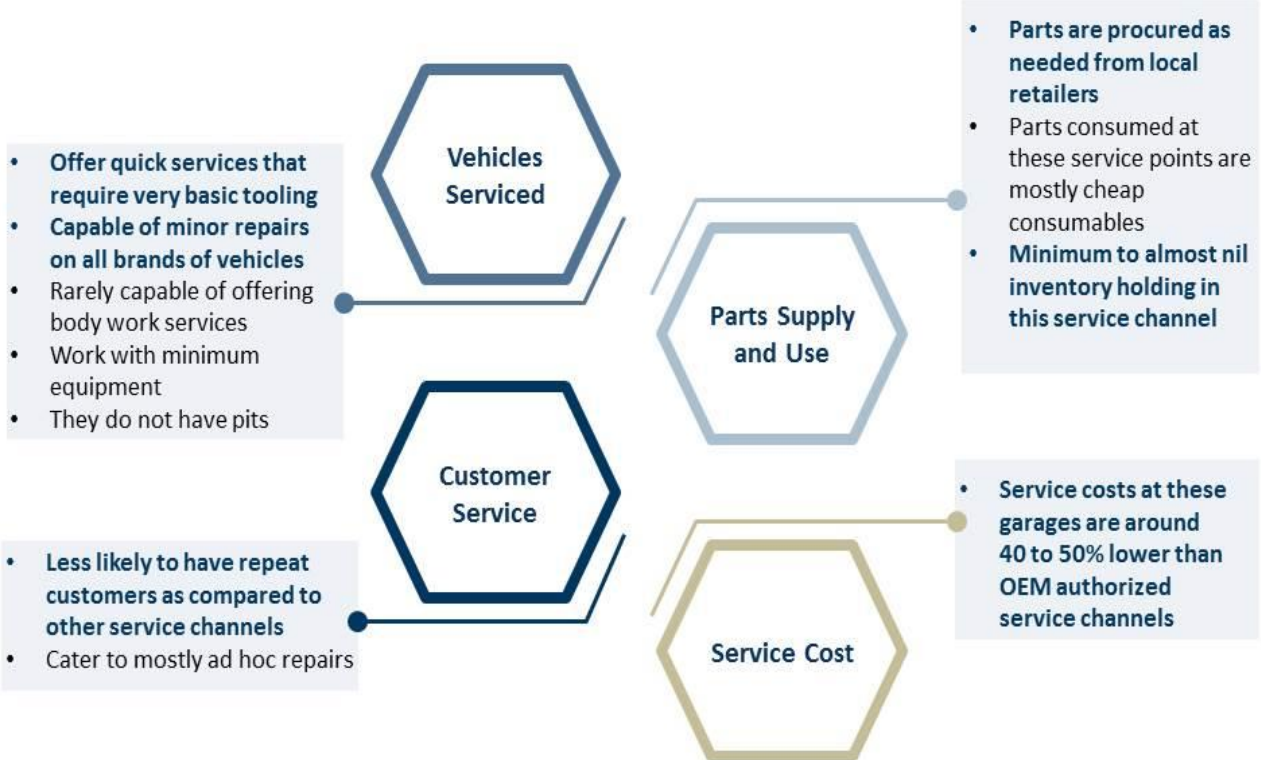 Vehicles
Serviced
• Offer quick services that
require very basic tooling
• Capable of minor repairs
on all brands of vehicles
• Rarely capable of offering
body work services
• Work with minimum
equipment
• They do not have pits
Parts Supply
and Use
• Parts are procured as
needed from local
retailers
• Parts consumed at
these service points are
mostly cheap
consumables
• Minimum to almost nil
inventory holding in
this service channel
Customer
Service
• Less likely to have repeat
customers as compared to
other service channels
• Cater to mostly ad hoc repairs
Service Cost
• Service costs at these
garages are around
40 to 50% lower than
OEM authorized
service channels